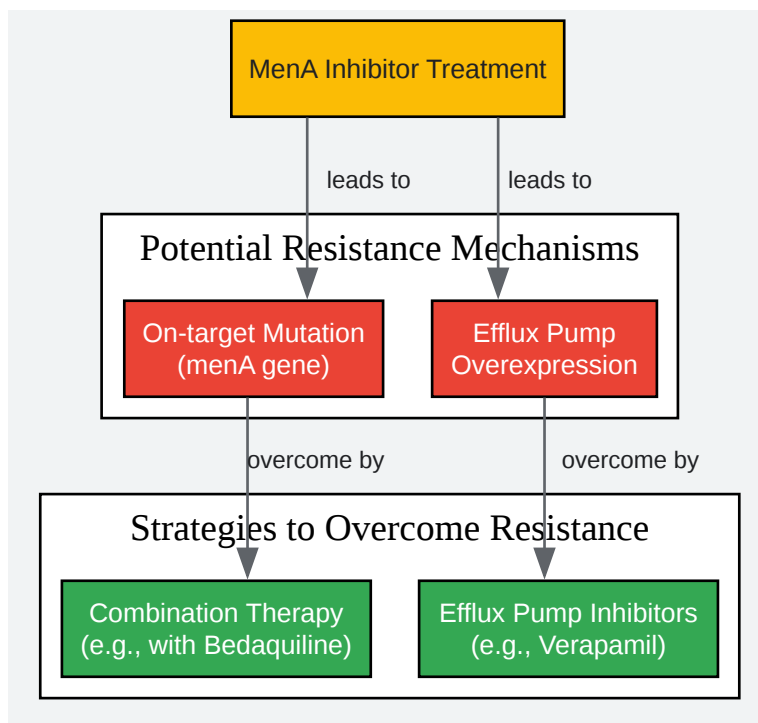 MenA Inhibitor Treatment
leads to
leads to
Potential Resistance Mechanisms
On-target Mutation
(menA gene)
Efflux Pump
Overexpression
overcome by
overcome by
Strategies to Overcome Resistance
Combination Therapy
(e.g., with Bedaquiline)
Efflux Pump Inhibitors
(e.g., Verapamil)